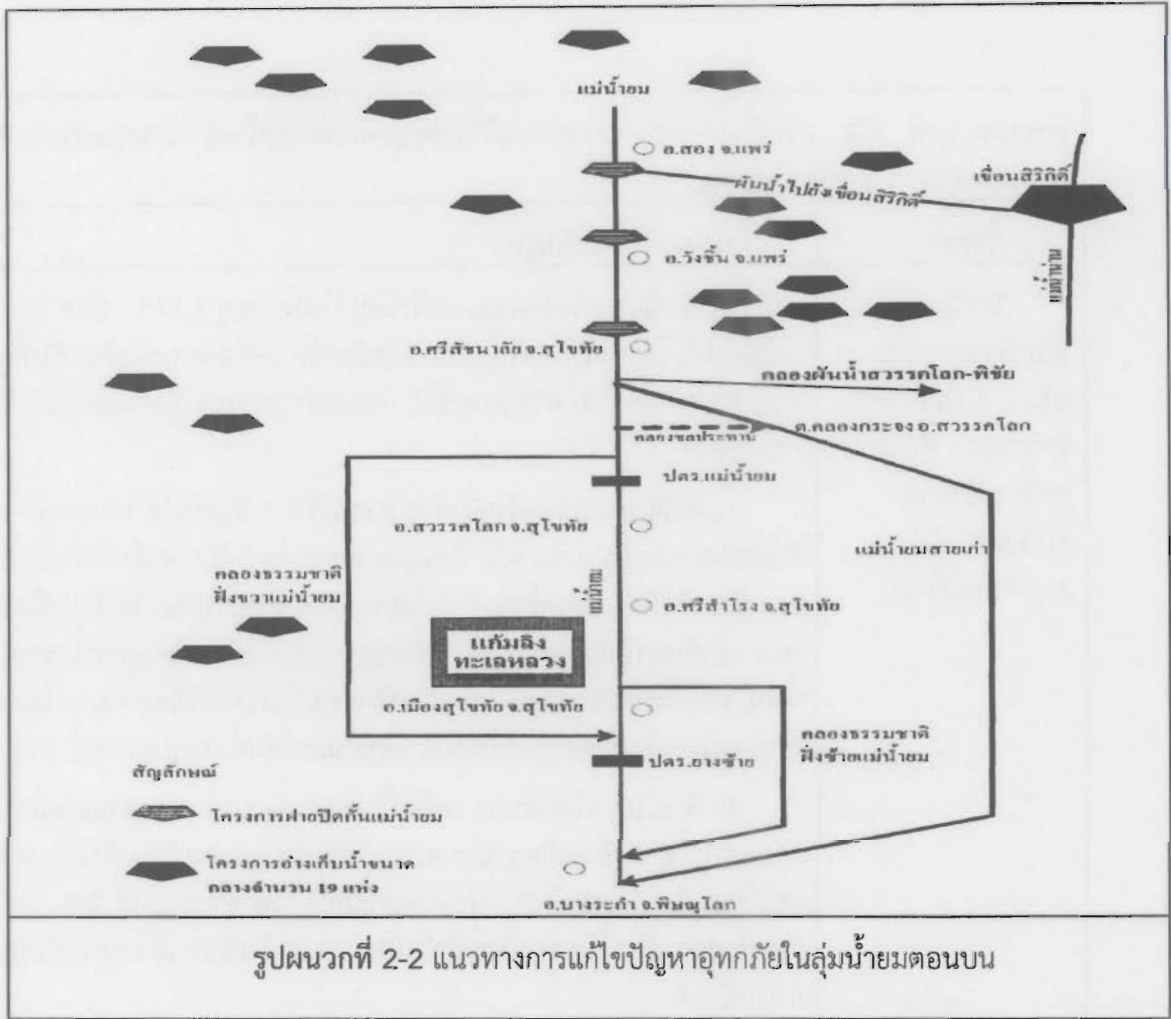 แม่น้ำยม
อ.สอง จ.แพร่
ผันน้ำไปยังเขื่อนสิริกิติ์
เขื่อนสิริกิติ์
แม่น้ำน่าน
อ.วังชิ้น จ.แพร่
อ.ศรีสัชนาลัย จ.สุโขทัย
คลองผันน้ำสวรรคโลก-พิชัย
คลองชลประทาน
ต.คลองกระจง อ.สวรรคโลก
ปตร.แม่น้ำยม
อ.สวรรคโลก จ.สุโขทัย
แม่น้ำยมสายเก่า
คลองธรรมชาติ
ฝั่งขวาแม่น้ำยม
แม่น้ำยม
อ.ศรีสำโรง จ.สุโขทัย
แก้มลิง
ทะเลหลวง
อ.เมืองสุโขทัย จ.สุโขทัย
คลองธรรมชาติ
ฝั่งซ้ายแม่น้ำยม
ปตร.ยางซ้าย
สัญลักษณ์
โครงการฝายปิดกั้นแม่น้ำยม
โครงการอ่างเก็บน้ำขนาด
กลางจำนวน 19 แห่ง
อ.บางระกำ จ.พิษณุโลก
รูปผนวกที่ 2-2 แนวทางการแก้ไขปัญหาอุทกภัยในลุ่มน้ำยมตอนบน